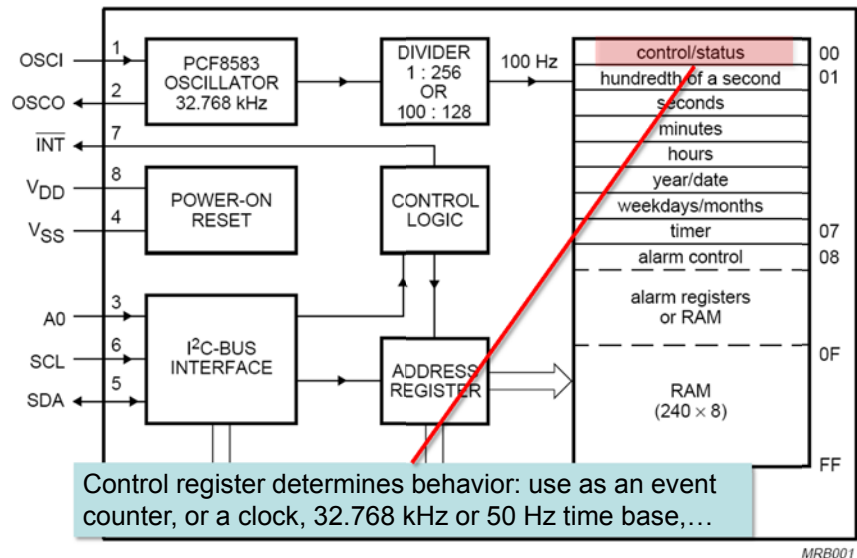 OSCI
1
PCF8583
OSCILLATOR
32.768 kHz
OSCO
2
DIVIDER
1 : 256
OR
100 : 128
100 Hz
INT
7
VDD
8
VSS
4
POWER-ON
RESET
CONTROL
LOGIC
A0
3
SCL
6
SDA
5
I²C-BUS
INTERFACE
ADDRESS
REGISTER
control/status
00
hundredth of a second
01
seconds
minutes
hours
year/date
weekdays/months
timer
07
alarm control
08
alarm registers
or RAM
0F
RAM
(240 × 8)
FF
Control register determines behavior: use as an event
counter, or a clock, 32.768 kHz or 50 Hz time base,…
MRB001